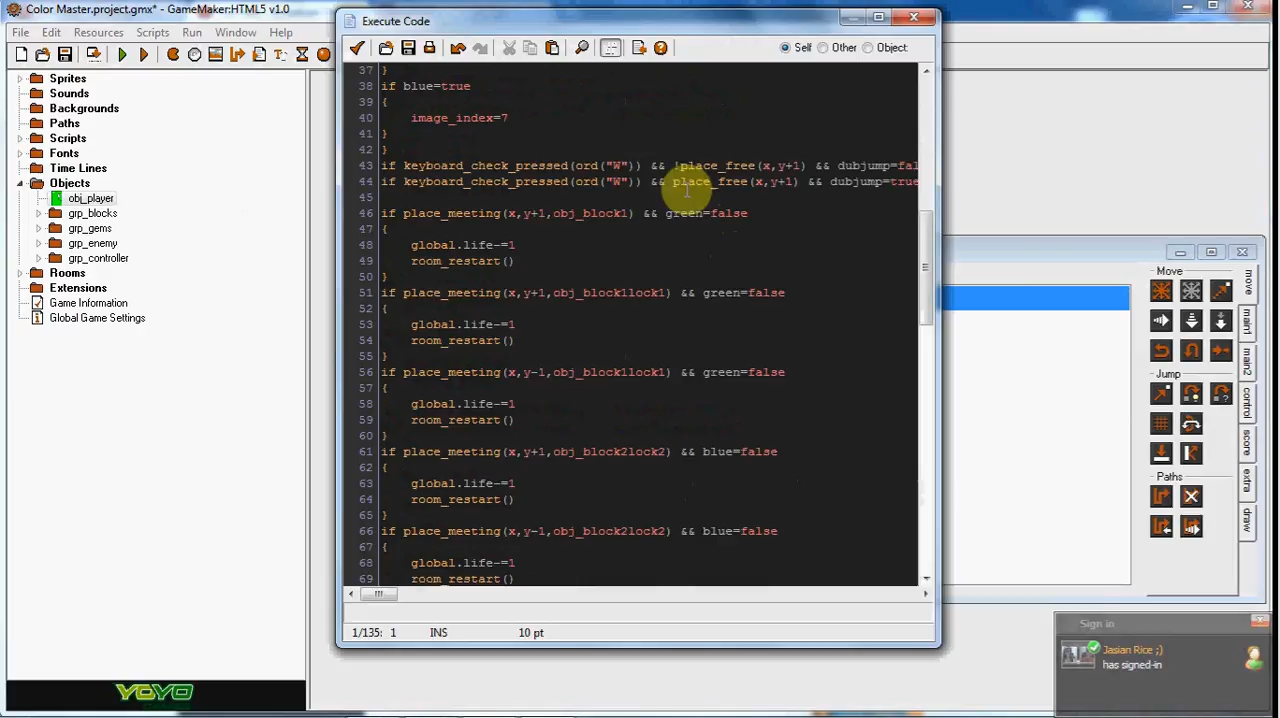 Color Master.project.gmx* - GameMaker:HTML5 v1.0
File Edit Resources Scripts Run Window Help
Sprites
Sounds
Backgrounds
Paths
Scripts
Fonts
Time Lines
Objects
obj_player
grp_blocks
grp_gems
grp_enemy
grp_controller
Rooms
Extensions
Game Information
Global Game Settings
YOYO
Execute Code
Self Other Object
37 }
38 if blue=true
39 {
40 image_index=7
41 }
42 }
43 if keyboard_check_pressed(ord("W")) && !place_free(x,y+1) && dubjump=fal
44 if keyboard_check_pressed(ord("W")) && place_free(x,y+1) && dubjump=true
45
46 if place_meeting(x,y+1,obj_block1) && green=false
47 {
48 global.life-=1
49 room_restart()
50 }
51 if place_meeting(x,y+1,obj_block1lock1) && green=false
52 {
53 global.life-=1
54 room_restart()
55 }
56 if place_meeting(x,y-1,obj_block1lock1) && green=false
57 {
58 global.life-=1
59 room_restart()
60 }
61 if place_meeting(x,y+1,obj_block2lock2) && blue=false
62 {
63 global.life-=1
64 room_restart()
65 }
66 if place_meeting(x,y-1,obj_block2lock2) && blue=false
67 {
68 global.life-=1
69 room_restart()
1/135: 1 INS 10 pt
Move
Jump
Paths
move
main1
main2
control
score
extra
draw
Sign in
Jasian Rice ;)
has signed-in